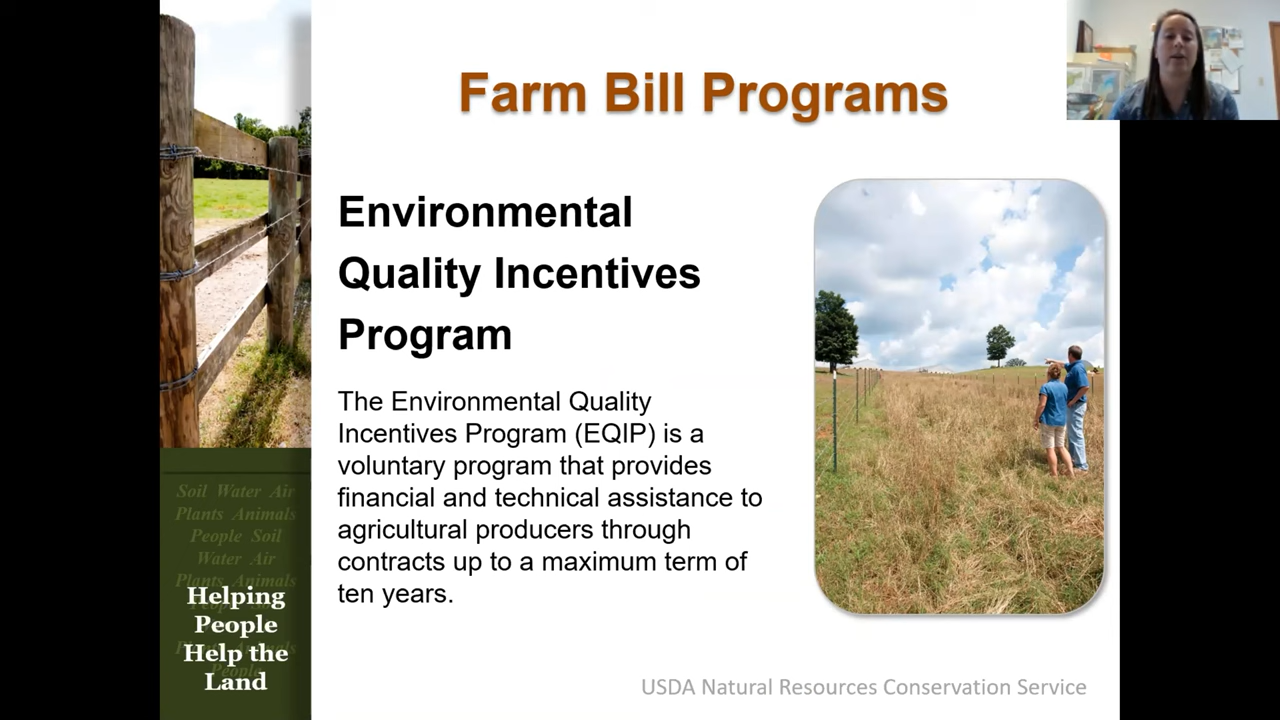 Farm Bill Programs
Environmental
Quality Incentives
Program
The Environmental Quality
Incentives Program (EQIP) is a
voluntary program that provides
financial and technical assistance to
agricultural producers through
contracts up to a maximum term of
ten years.
Soil Water Air
Plants Animals
People Soil
Water Air
Plants Animals
Helping
People
Help the
Land
People
USDA Natural Resources Conservation Service